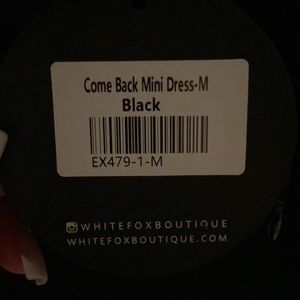 Come Back Mini Dress-M
Black
EX479-1-M
WHITEFOXBOUTIQUE
WHITEFOXBOUTIQUE.COM